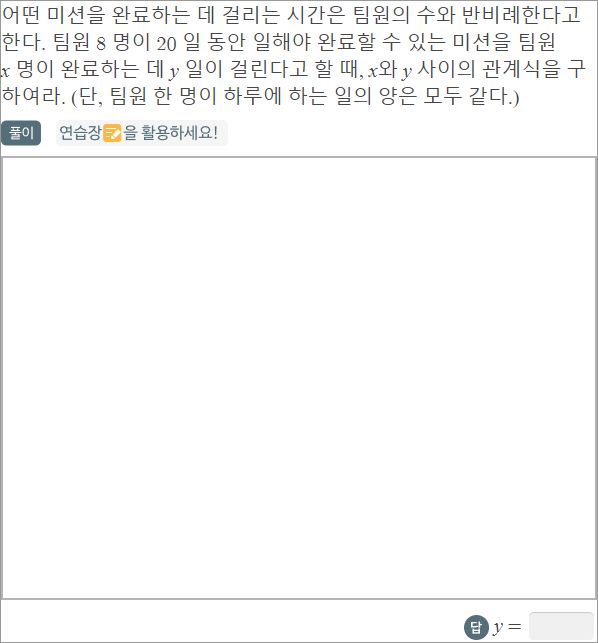 어떤 미션을 완료하는 데 걸리는 시간은 팀원의 수와 반비례한다고
한다. 팀원 8 명이 20 일 동안 일해야 완료할 수 있는 미션을 팀원
x 명이 완료하는 데 y 일이 걸린다고 할 때, x와 y 사이의 관계식을 구
하여라. (단, 팀원 한 명이 하루에 하는 일의 양은 모두 같다.)
풀이 연습장을 활용하세요!
답 y =